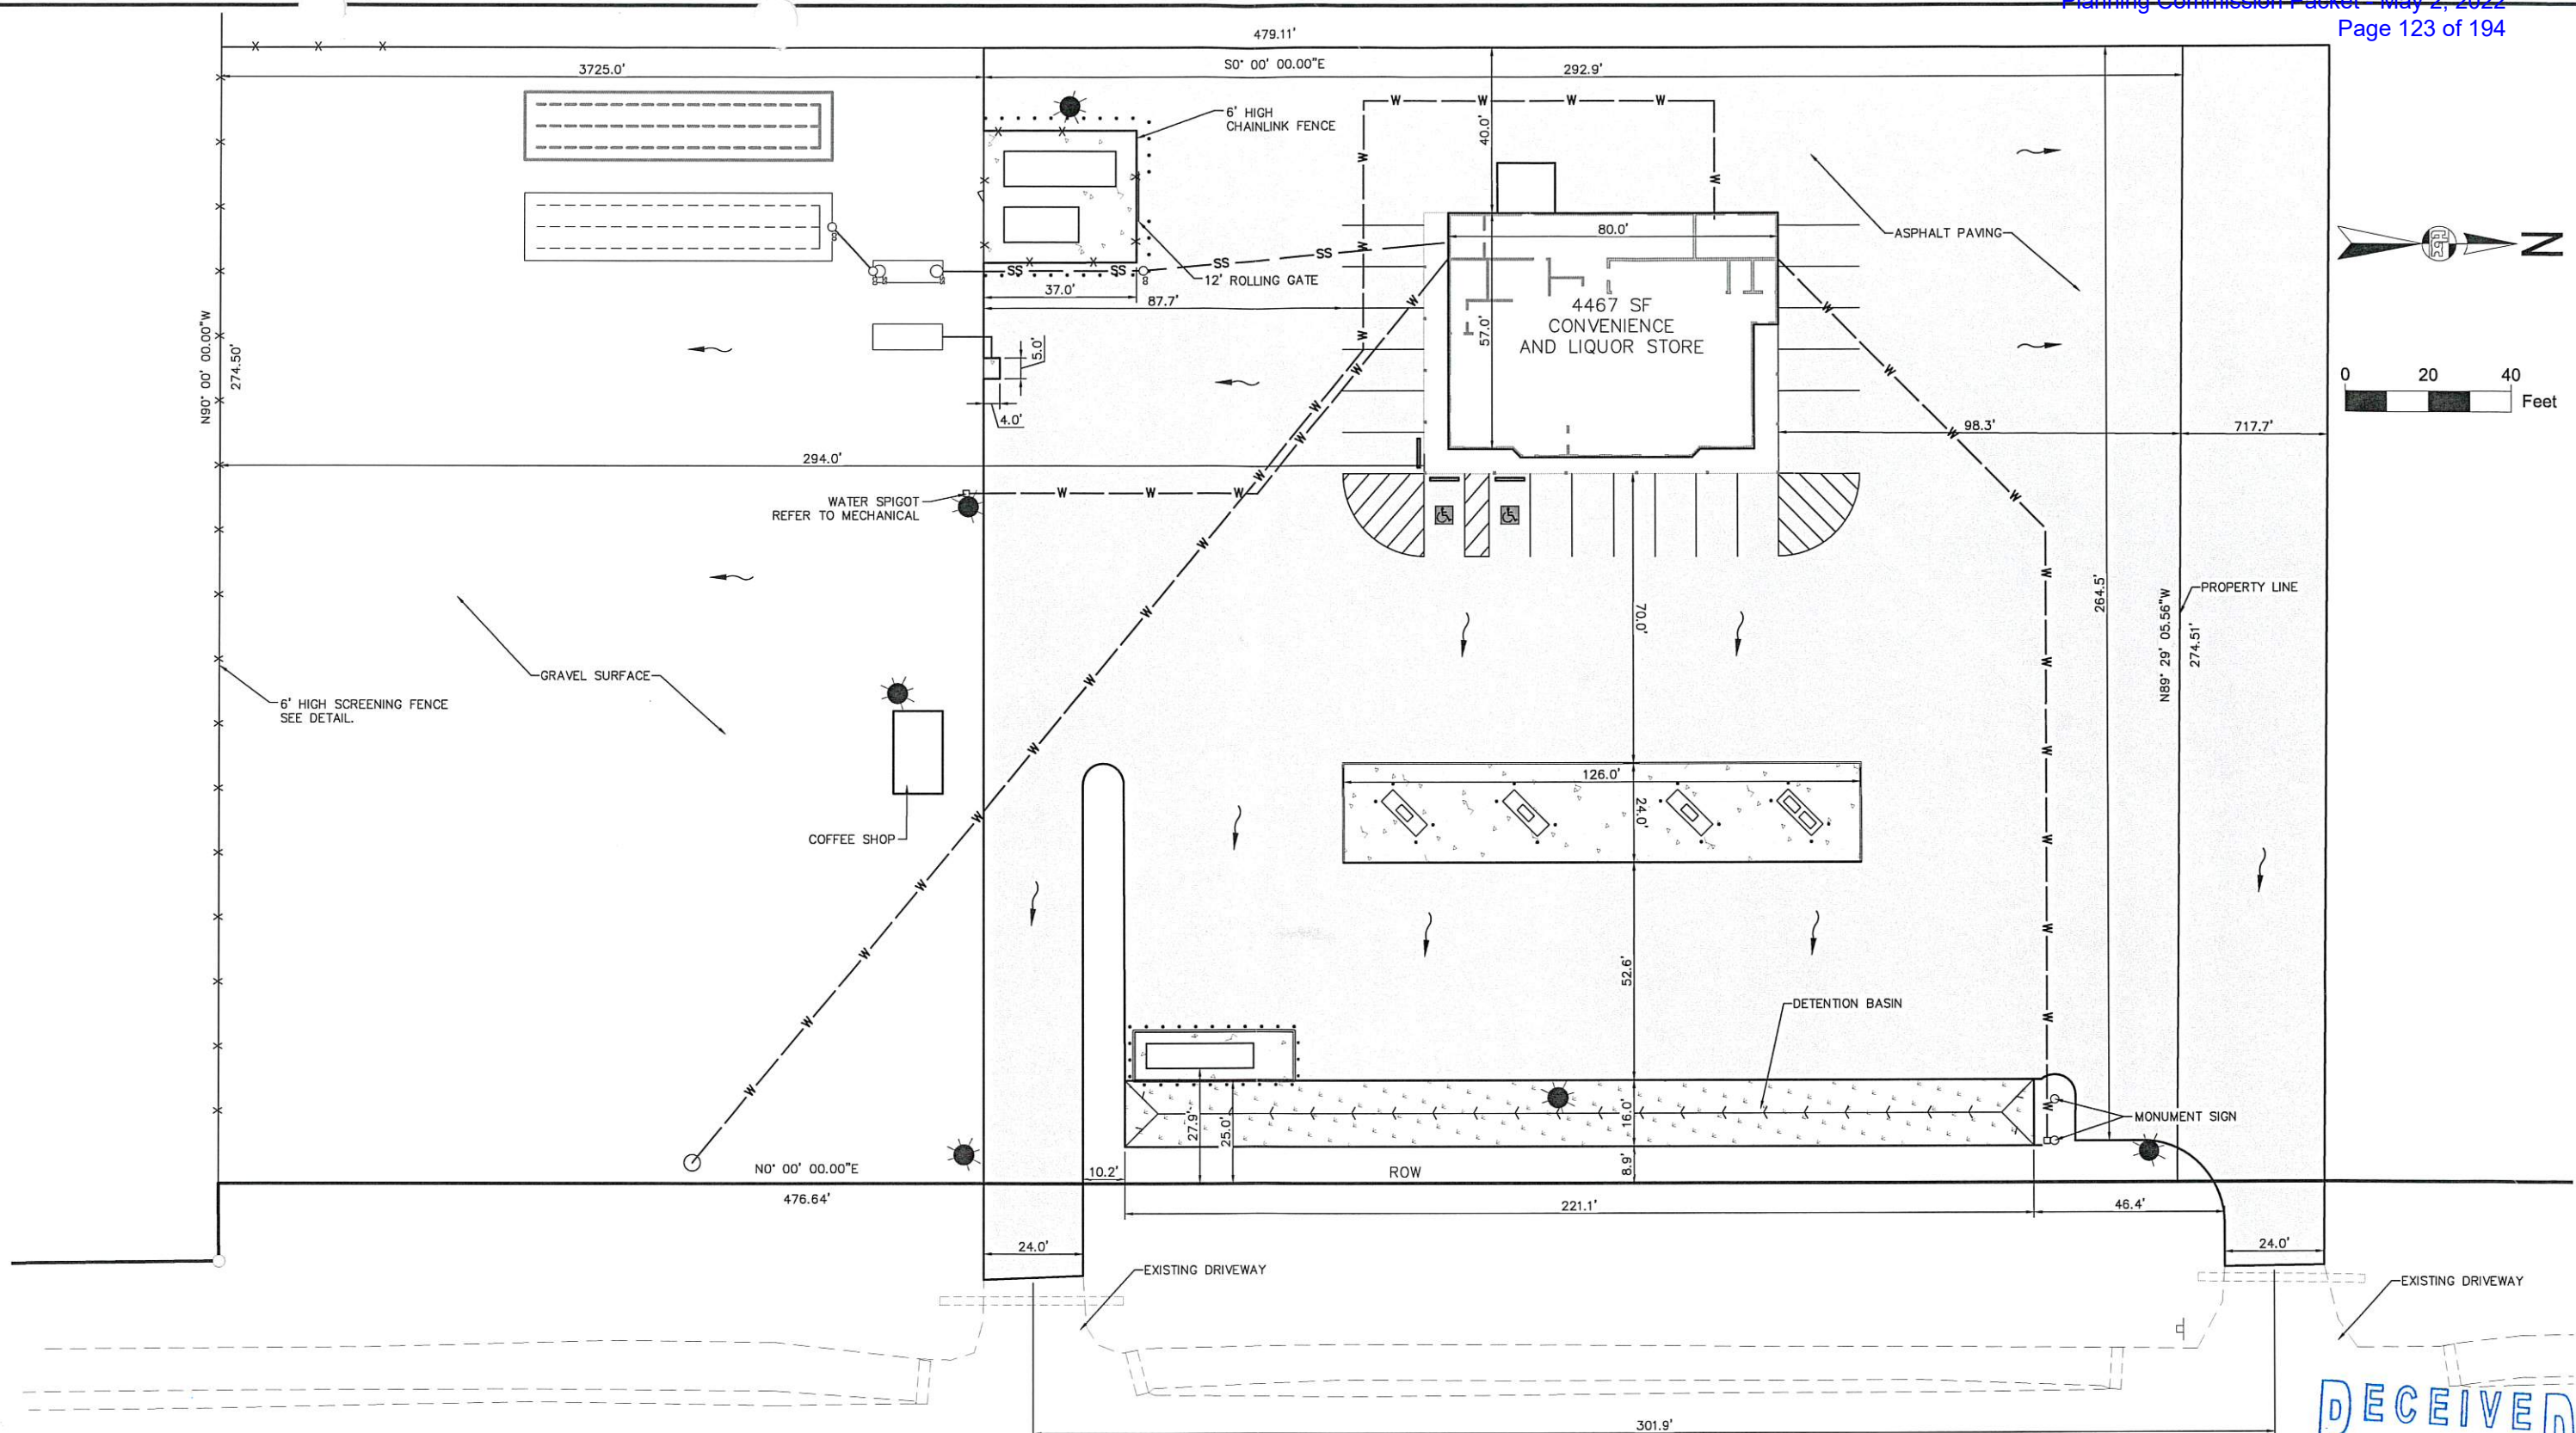 Planning Commission Packet - May 2, 2022
Page 123 of 194
479.11'
3725.0'
S0° 00' 00.00"E
292.9'
6' HIGH
CHAINLINK FENCE
40.0'
ASPHALT PAVING
80.0'
12' ROLLING GATE
37.0'
87.7'
4467 SF
CONVENIENCE
AND LIQUOR STORE
57.0'
N
N90° 00' 00.00"W
274.50'
5.0'
4.0'
0 20 40
Feet
294.0'
98.3'
717.7'
WATER SPIGOT
REFER TO MECHANICAL
70.0'
264.5'
N89° 29' 05.56"W
274.51'
PROPERTY LINE
GRAVEL SURFACE
6' HIGH SCREENING FENCE
SEE DETAIL.
126.0'
24.0'
COFFEE SHOP
52.6'
DETENTION BASIN
27.9'
25.0'
16.0'
MONUMENT SIGN
8.9'
N0° 00' 00.00"E
10.2'
ROW
476.64'
221.1'
46.4'
24.0'
24.0'
EXISTING DRIVEWAY
EXISTING DRIVEWAY
301.9'